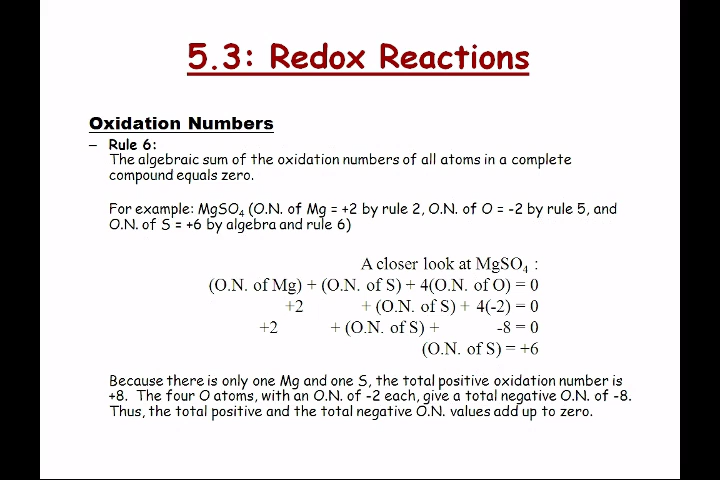 5.3: Redox Reactions
Oxidation Numbers
– Rule 6:
The algebraic sum of the oxidation numbers of all atoms in a complete
compound equals zero.
For example: MgSO₄ (O.N. of Mg = +2 by rule 2, O.N. of O = -2 by rule 5, and
O.N. of S = +6 by algebra and rule 6)
A closer look at MgSO₄ :
(O.N. of Mg) + (O.N. of S) + 4(O.N. of O) = 0
+2 + (O.N. of S) + 4(-2) = 0
+2 + (O.N. of S) + -8 = 0
(O.N. of S) = +6
Because there is only one Mg and one S, the total positive oxidation number is
+8. The four O atoms, with an O.N. of -2 each, give a total negative O.N. of -8.
Thus, the total positive and the total negative O.N. values add up to zero.